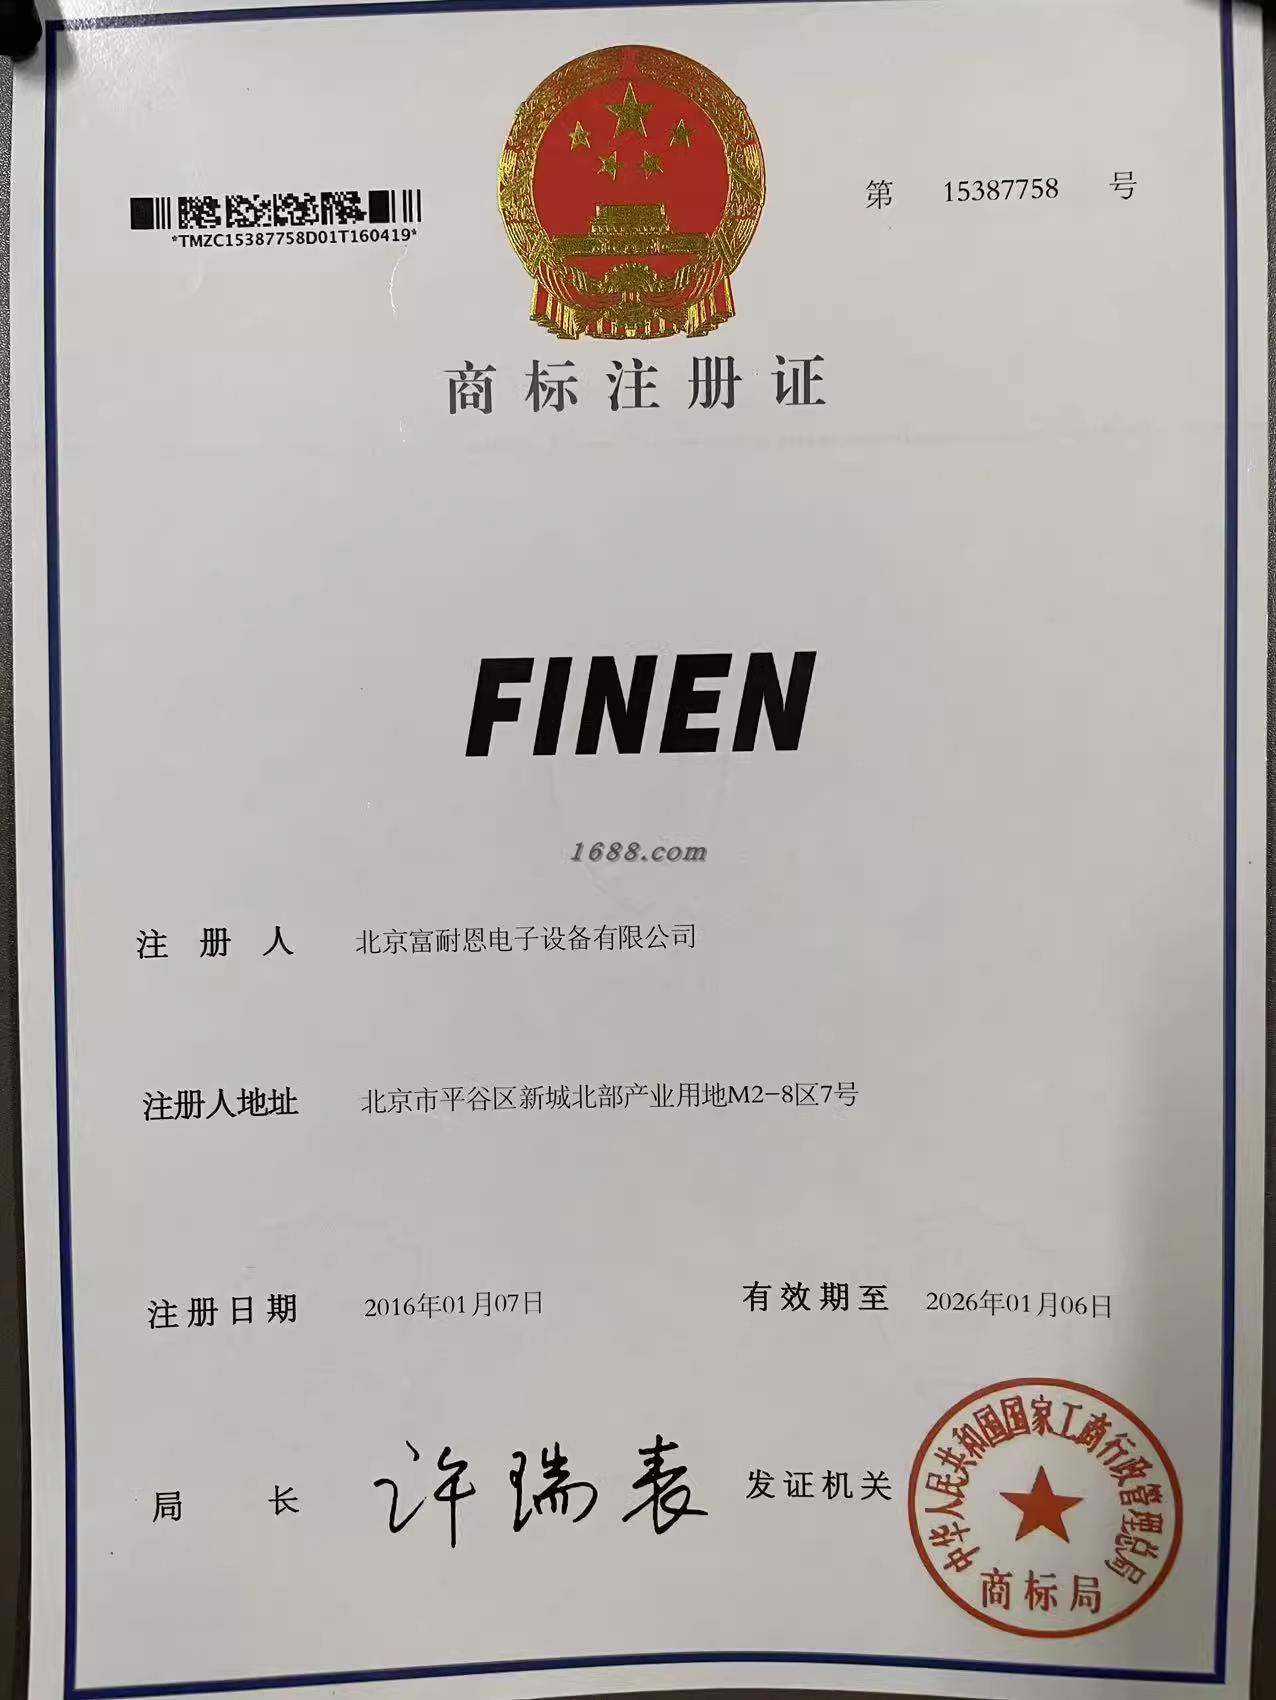 第 15387758 号
*TMZC15387758D01T160419*
商标注册证
FINEN
1688.com
注册人 北京富耐恩电子设备有限公司
注册人地址 北京市平谷区新城北部产业用地M2-8区7号
注册日期 2016年01月07日 有效期至 2026年01月06日
局长 许瑞表 发证机关
中华人民共和国国家工商行政管理总局
商标局